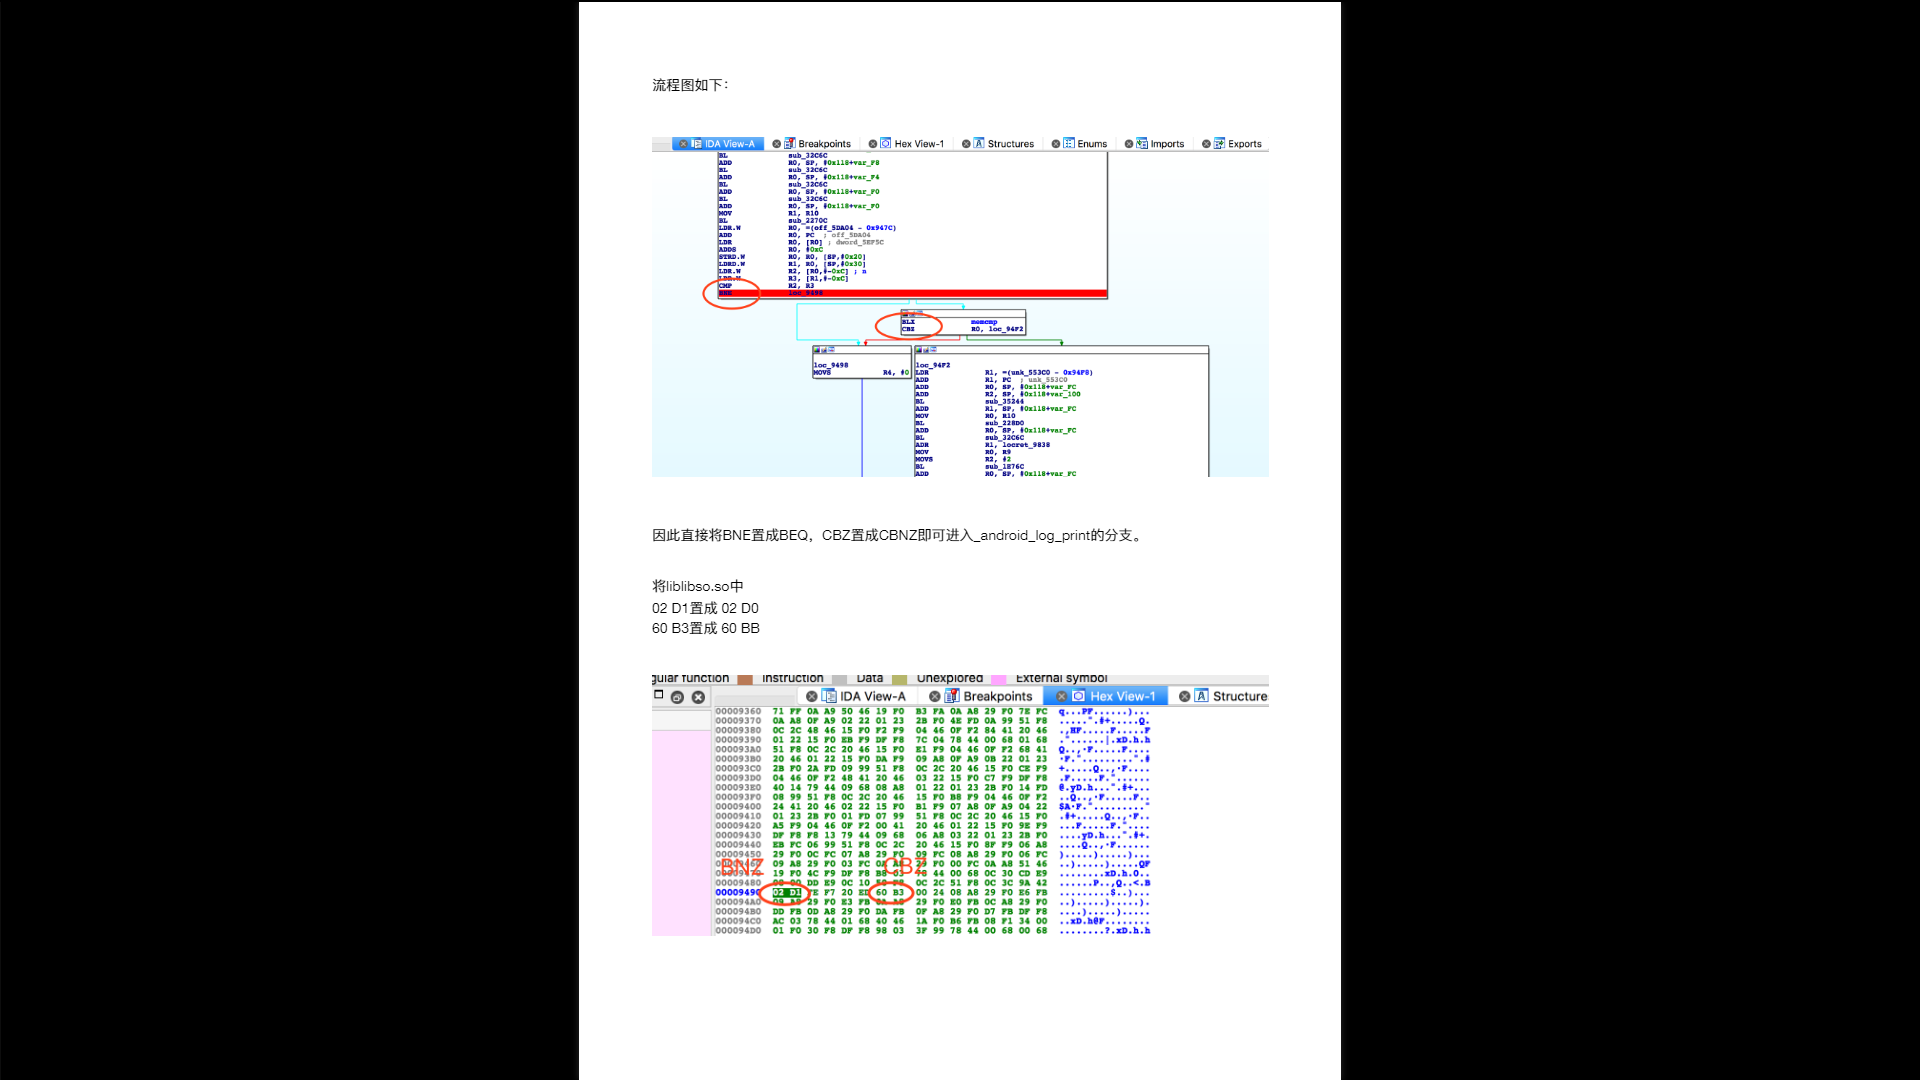 流程图如下：
IDA View-A Breakpoints Hex View-1 Structures Enums Imports Exports
BL sub_32C6C
ADD R0, SP, #0x118+var_F8
BL sub_32C6C
ADD R0, SP, #0x118+var_F4
BL sub_32C6C
ADD R0, SP, #0x118+var_F0
BL sub_32C6C
ADD R0, SP, #0x118+var_F0
MOV R1, R10
BL sub_2270C
LDR.W R0, =(off_5DA04 - 0x947C)
ADD R0, PC ; off_5DA04
LDR R0, [R0] ; dword_5EF5C
ADDS R0, #0xC
STRD.W R0, R0, [SP,#0x20]
LDRD.W R1, R0, [SP,#0x30]
LDR.W R2, [R0,#-0xC] ; n
LDR.W R3, [R1,#-0xC]
CMP R2, R3
BNE loc_9498
BLX memcmp
CBZ R0, loc_94F2
loc_9498
MOVS R4, #0
loc_94F2
LDR R1, =(unk_553C0 - 0x94F8)
ADD R1, PC ; unk_553C0
ADD R0, SP, #0x118+var_FC
ADD R2, SP, #0x118+var_100
BL sub_35244
ADD R1, SP, #0x118+var_FC
MOV R0, R10
BL sub_228D0
ADD R0, SP, #0x118+var_FC
BL sub_32C6C
ADR R1, locret_9838
MOV R0, R9
MOVS R2, #2
BL sub_1E76C
ADD R0, SP, #0x118+var_FC
因此直接将BNE置成BEQ，CBZ置成CBNZ即可进入_android_log_print的分支。
将liblibso.so中
02 D1置成 02 D0
60 B3置成 60 BB
gular function Instruction Data Unexplored External symbol
IDA View-A Breakpoints Hex View-1 Structure
00009360 71 FF 0A A9 50 46 19 F0 B3 FA 0A A8 29 F0 7E FC q...PF......)...
00009370 0A A8 0F A9 02 22 01 23 2B F0 4E FD 0A 99 51 F8
00009380 0C 2C 48 46 15 F0 F2 F9 04 46 0F F2 84 41 20 46
00009390 01 22 15 F0 EB F9 DF F8 7C 04 78 44 00 68 01 68
000093A0 51 F8 0C 2C 20 46 15 F0 E1 F9 04 46 0F F2 68 41
000093B0 20 46 01 22 15 F0 DA F9 09 A8 0F A9 0B 22 01 23
000093C0 2B F0 2A FD 09 99 51 F8 0C 2C 20 46 15 F0 CE F9
000093D0 04 46 0F F2 48 41 20 46 03 22 15 F0 C7 F9 DF F8
000093E0 40 14 79 44 09 68 08 A8 01 22 01 23 2B F0 14 FD
000093F0 08 99 51 F8 0C 2C 20 46 15 F0 B8 F9 04 46 0F F2
00009400 24 41 20 46 02 22 15 F0 B1 F9 07 A8 0F A9 04 22
00009410 01 23 2B F0 01 FD 07 99 51 F8 0C 2C 20 46 15 F0
00009420 A5 F9 04 46 0F F2 00 41 20 46 01 22 15 F0 9E F9
00009430 DF F8 F8 13 79 44 09 68 06 A8 03 22 01 23 2B F0
00009440 EB FC 06 99 51 F8 0C 2C 20 46 15 F0 8F F9 06 A8
00009450 29 F0 0C FC 07 A8 29 F0 09 FC 08 A8 29 F0 06 FC
BNZ CBZ
09 A8 29 F0 03 FC 0A A8 29 F0 00 FC 0A A8 51 46
19 F0 4C F9 DF F8 44 00 68 0C 30 CD E9
00009480 DD E9 0C 10 0C 2C 51 F8 0C 3C 9A 42
00009490 02 D1 F7 20 60 B3 00 24 08 A8 29 F0 E6 FB
000094A0 29 F0 E3 FB 29 F0 E0 FB 0C A8 29 F0
000094B0 DD FB 0D A8 29 F0 DA FB 0F A8 29 F0 D7 FB DF F8
000094C0 AC 03 78 44 01 68 40 46 1A F0 B6 FB 08 F1 34 00
000094D0 01 F0 30 F8 DF F8 98 03 3F 99 78 44 00 68 00 68